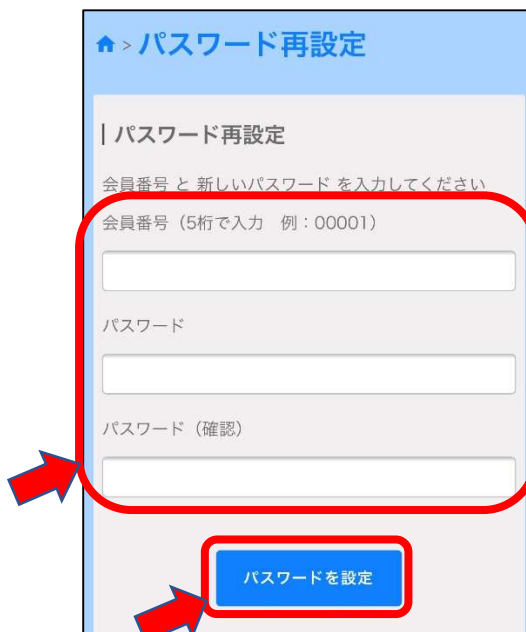 > パスワード再設定
パスワード再設定
会員番号 と 新しいパスワード を入力してください
会員番号（5桁で入力　例：00001）
パスワード
パスワード（確認）
パスワードを設定